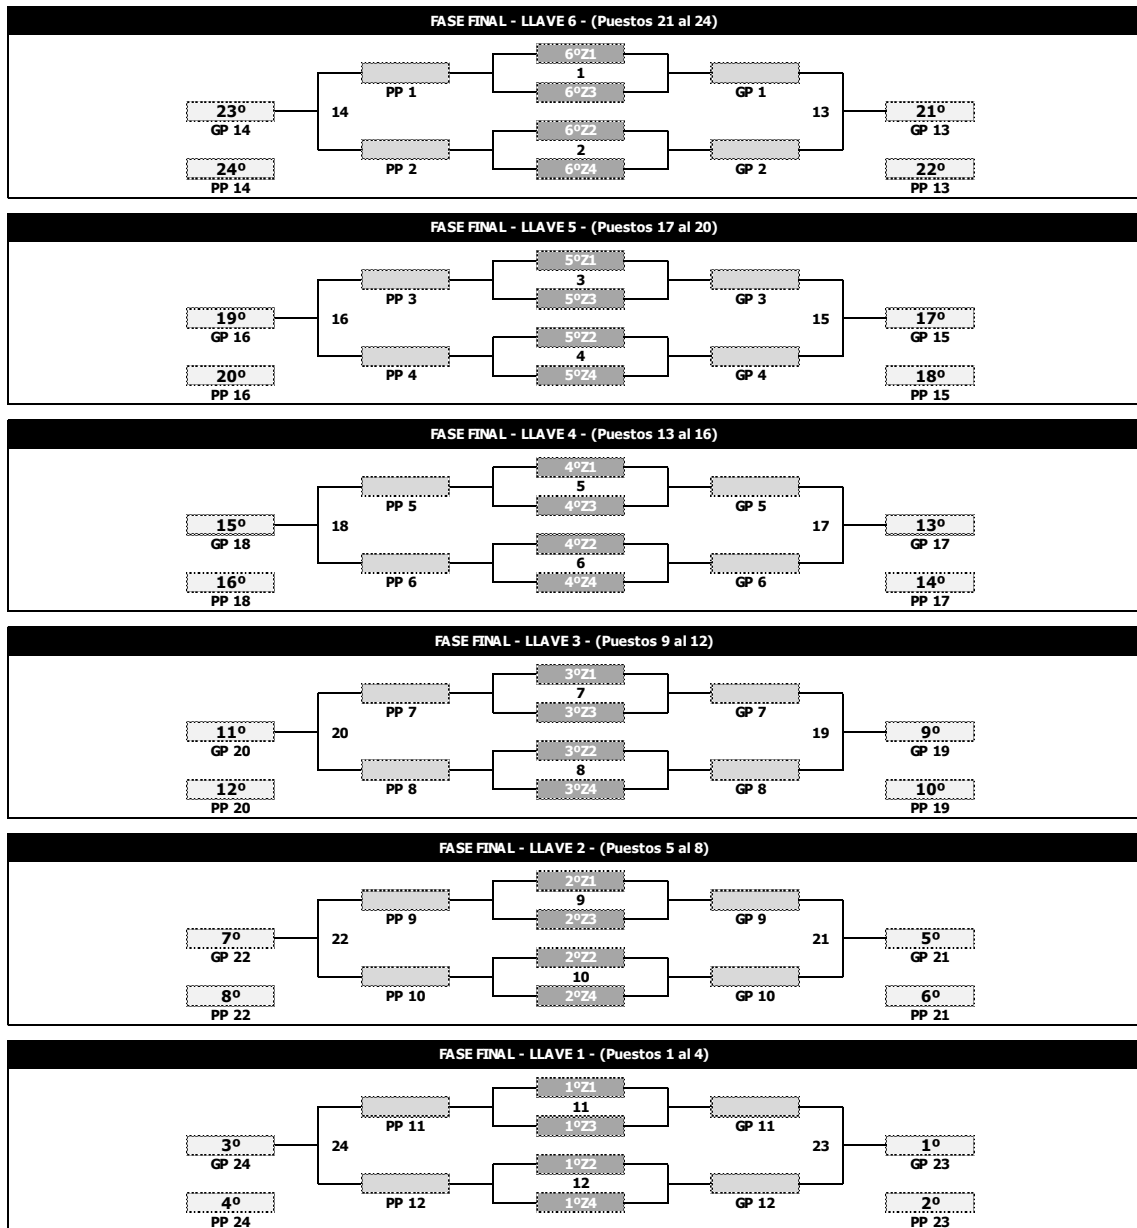 FASE FINAL - LLAVE 6 - (Puestos 21 al 24)
6ºZ1
1
PP 1
6ºZ3
GP 1
23º
14
13
21º
GP 14
6ºZ2
GP 13
2
24º
PP 2
6ºZ4
GP 2
22º
PP 14
PP 13
FASE FINAL - LLAVE 5 - (Puestos 17 al 20)
5ºZ1
3
PP 3
5ºZ3
GP 3
19º
16
15
17º
GP 16
5ºZ2
GP 15
4
20º
PP 4
5ºZ4
GP 4
18º
PP 16
PP 15
FASE FINAL - LLAVE 4 - (Puestos 13 al 16)
4ºZ1
5
PP 5
4ºZ3
GP 5
15º
18
17
13º
GP 18
4ºZ2
GP 17
6
16º
PP 6
4ºZ4
GP 6
14º
PP 18
PP 17
FASE FINAL - LLAVE 3 - (Puestos 9 al 12)
3ºZ1
7
PP 7
3ºZ3
GP 7
11º
20
19
9º
GP 20
3ºZ2
GP 19
8
12º
PP 8
3ºZ4
GP 8
10º
PP 20
PP 19
FASE FINAL - LLAVE 2 - (Puestos 5 al 8)
2ºZ1
9
PP 9
2ºZ3
GP 9
7º
22
21
5º
GP 22
2ºZ2
GP 21
10
8º
PP 10
2ºZ4
GP 10
6º
PP 22
PP 21
FASE FINAL - LLAVE 1 - (Puestos 1 al 4)
1ºZ1
11
PP 11
1ºZ3
GP 11
3º
24
23
1º
GP 24
1ºZ2
GP 23
12
4º
PP 12
1ºZ4
GP 12
2º
PP 24
PP 23